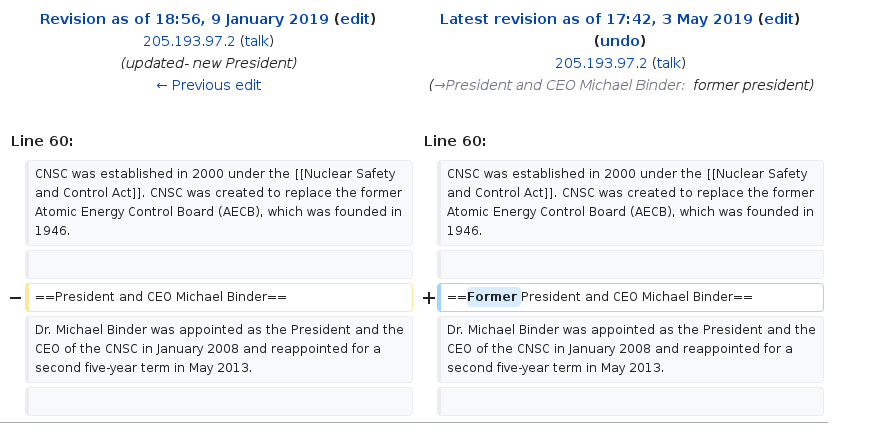 Revision as of 18:56, 9 January 2019 (edit)
205.193.97.2 (talk)
(updated- new President)
← Previous edit
Latest revision as of 17:42, 3 May 2019 (edit)
(undo)
205.193.97.2 (talk)
(→President and CEO Michael Binder: former president)
Line 60:
Line 60:
CNSC was established in 2000 under the [[Nuclear Safety
and Control Act]]. CNSC was created to replace the former
Atomic Energy Control Board (AECB), which was founded in
1946.
CNSC was established in 2000 under the [[Nuclear Safety
and Control Act]]. CNSC was created to replace the former
Atomic Energy Control Board (AECB), which was founded in
1946.
− ==President and CEO Michael Binder==
+ ==Former President and CEO Michael Binder==
Dr. Michael Binder was appointed as the President and the
CEO of the CNSC in January 2008 and reappointed for a
second five-year term in May 2013.
Dr. Michael Binder was appointed as the President and the
CEO of the CNSC in January 2008 and reappointed for a
second five-year term in May 2013.